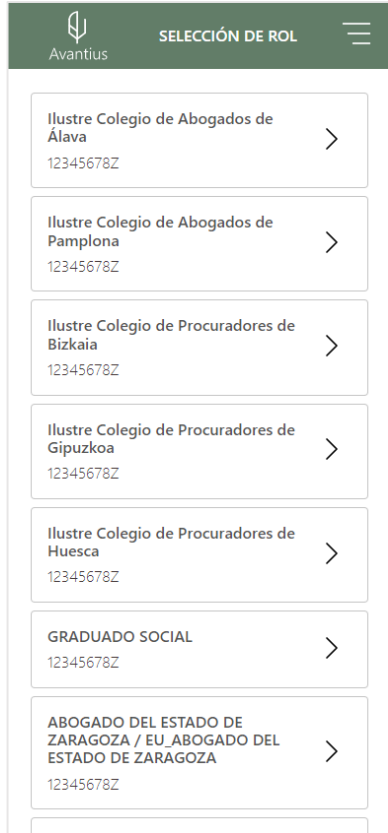 Avantius
SELECCIÓN DE ROL
Ilustre Colegio de Abogados de
Álava
12345678Z
Ilustre Colegio de Abogados de
Pamplona
12345678Z
Ilustre Colegio de Procuradores de
Bizkaia
12345678Z
Ilustre Colegio de Procuradores de
Gipuzkoa
12345678Z
Ilustre Colegio de Procuradores de
Huesca
12345678Z
GRADUADO SOCIAL
12345678Z
ABOGADO DEL ESTADO DE
ZARAGOZA / EU_ABOGADO DEL
ESTADO DE ZARAGOZA
12345678Z